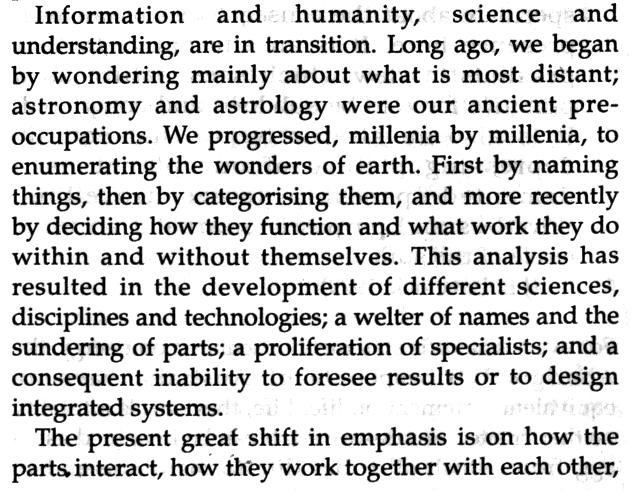 Information and humanity, science and
understanding, are in transition. Long ago, we began
by wondering mainly about what is most distant;
astronomy and astrology were our ancient pre-
occupations. We progressed, millenia by millenia, to
enumerating the wonders of earth. First by naming
things, then by categorising them, and more recently
by deciding how they function and what work they do
within and without themselves. This analysis has
resulted in the development of different sciences,
disciplines and technologies; a welter of names and the
sundering of parts; a proliferation of specialists; and a
consequent inability to foresee results or to design
integrated systems.
The present great shift in emphasis is on how the
parts interact, how they work together with each other,